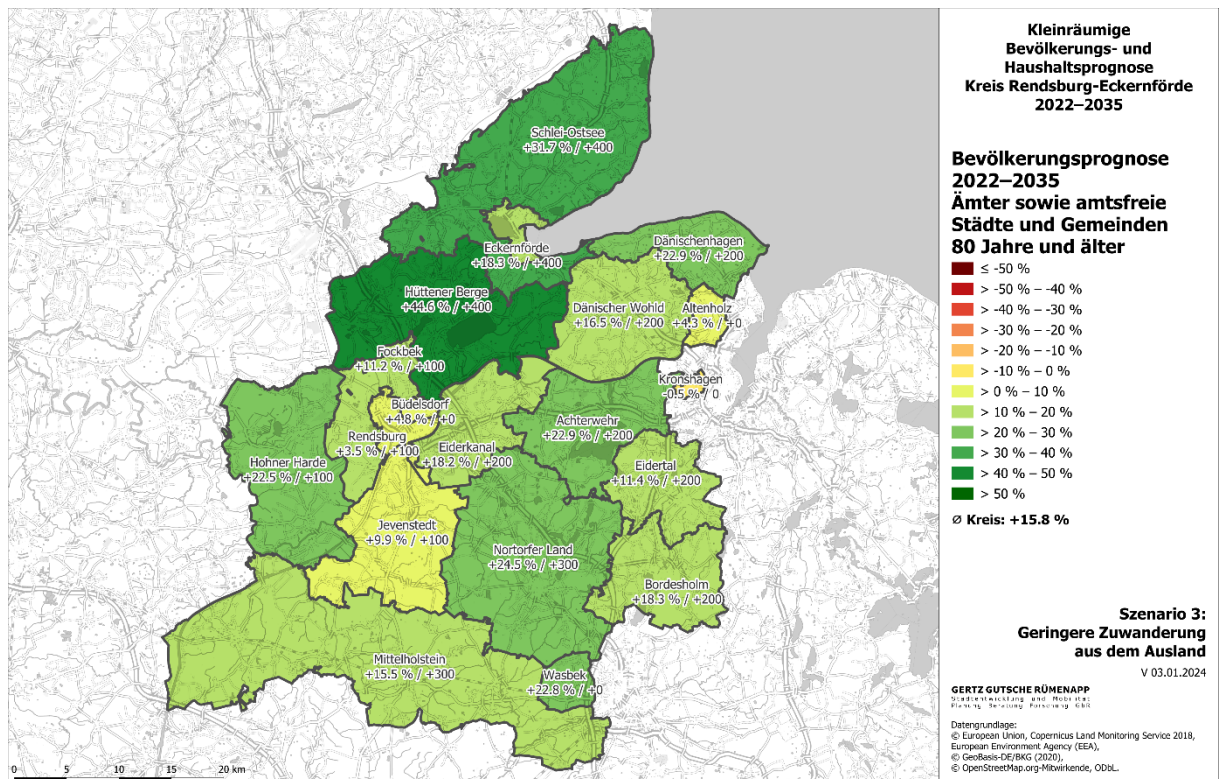 Schlei-Ostsee
+31.7 % / +400
Eckernförde
+18.3 % / +400
Dänischenhagen
+22.9 % / +200
Hüttener Berge
+44.6 % / +400
Dänischer Wohld
+16.5 % / +200
Altenholz
+4.3 % / +0
Fockbek
+11.2 % / +100
Kronshagen
-0.5 % / 0
Büdelsdorf
+4.8 % / +0
Achterwehr
+22.9 % / +200
Rendsburg
+3.5 % / +100
Eiderkanal
+18.2 % / +200
Hohner Harde
+22.5 % / +100
Eidertal
+11.4 % / +200
Jevenstedt
+9.9 % / +100
Nortorfer Land
+24.5 % / +300
Bordesholm
+18.3 % / +200
Mittelholstein
+15.5 % / +300
Wasbek
+22.8 % / +0
0 5 10 15 20 km
Kleinräumige
Bevölkerungs- und
Haushaltsprognose
Kreis Rendsburg-Eckernförde
2022–2035
Bevölkerungsprognose
2022–2035
Ämter sowie amtsfreie
Städte und Gemeinden
80 Jahre und älter
≤ -50 %
> -50 % – -40 %
> -40 % – -30 %
> -30 % – -20 %
> -20 % – -10 %
> -10 % – 0 %
> 0 % – 10 %
> 10 % – 20 %
> 20 % – 30 %
> 30 % – 40 %
> 40 % – 50 %
> 50 %
⌀ Kreis: +15.8 %
Szenario 3:
Geringere Zuwanderung
aus dem Ausland
V 03.01.2024
GERTZ GUTSCHE RÜMENAPP
Stadtentwicklung und Mobilität
Planung Beratung Forschung GbR
Datengrundlage:
© European Union, Copernicus Land Monitoring Service 2018,
European Environment Agency (EEA),
© GeoBasis-DE/BKG (2020),
© OpenStreetMap.org-Mitwirkende, ODbL.